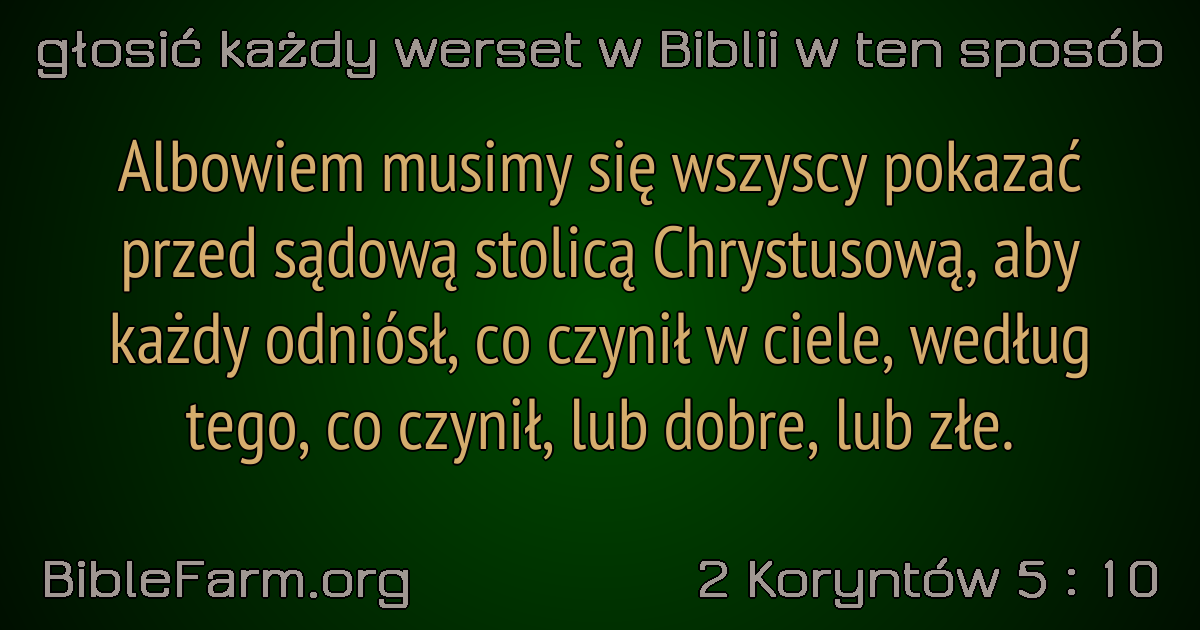 głosić każdy werset w Biblii w ten sposób
Albowiem musimy się wszyscy pokazać
przed sądową stolicą Chrystusową, aby
każdy odniósł, co czynił w ciele, według
tego, co czynił, lub dobre, lub złe.
BibleFarm.org
2 Koryntów 5 : 10